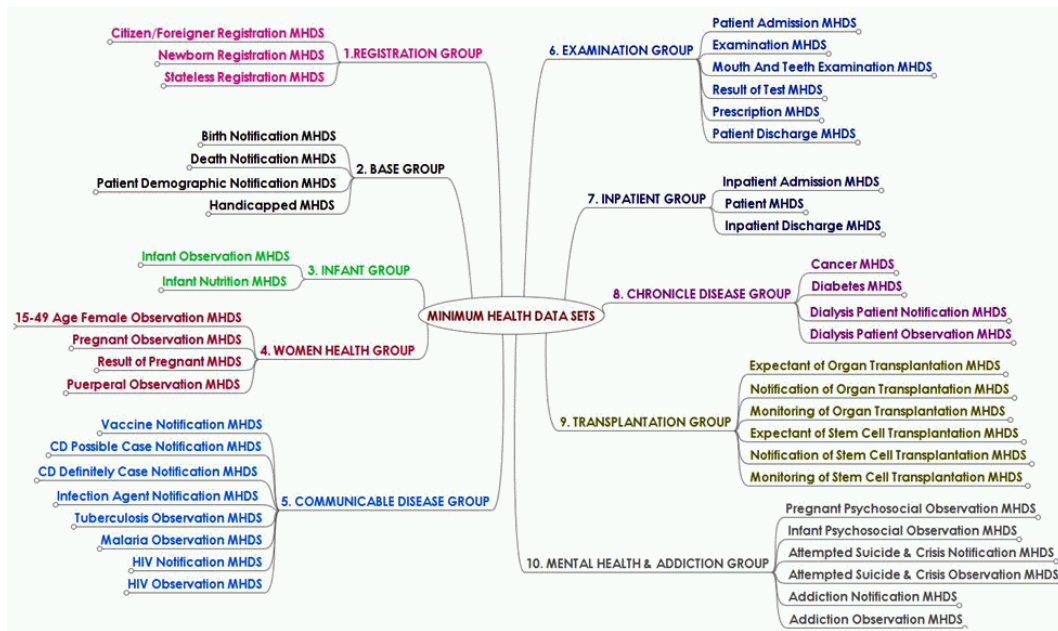 Citizen/Foreigner Registration MHDS
Newborn Registration MHDS
Stateless Registration MHDS
1.REGISTRATION GROUP
Birth Notification MHDS
Death Notification MHDS
Patient Demographic Notification MHDS
Handicapped MHDS
2. BASE GROUP
Infant Observation MHDS
Infant Nutrition MHDS
3. INFANT GROUP
15-49 Age Female Observation MHDS
Pregnant Observation MHDS
Result of Pregnant MHDS
Puerperal Observation MHDS
4. WOMEN HEALTH GROUP
Vaccine Notification MHDS
CD Possible Case Notification MHDS
CD Definitely Case Notification MHDS
Infection Agent Notification MHDS
Tuberculosis Observation MHDS
Malaria Observation MHDS
HIV Notification MHDS
HIV Observation MHDS
5. COMMUNICABLE DISEASE GROUP
MINIMUM HEALTH DATA SETS
6. EXAMINATION GROUP
Patient Admission MHDS
Examination MHDS
Mouth And Teeth Examination MHDS
Result of Test MHDS
Prescription MHDS
Patient Discharge MHDS
7. INPATIENT GROUP
Inpatient Admission MHDS
Patient MHDS
Inpatient Discharge MHDS
8. CHRONICLE DISEASE GROUP
Cancer MHDS
Diabetes MHDS
Dialysis Patient Notification MHDS
Dialysis Patient Observation MHDS
9. TRANSPLANTATION GROUP
Expectant of Organ Transplantation MHDS
Notification of Organ Transplantation MHDS
Monitoring of Organ Transplantation MHDS
Expectant of Stem Cell Transplantation MHDS
Notification of Stem Cell Transplantation MHDS
Monitoring of Stem Cell Transplantation MHDS
10. MENTAL HEALTH & ADDICTION GROUP
Pregnant Psychosocial Observation MHDS
Infant Psychosocial Observation MHDS
Attempted Suicide & Crisis Notification MHDS
Attempted Suicide & Crisis Observation MHDS
Addiction Notification MHDS
Addiction Observation MHDS